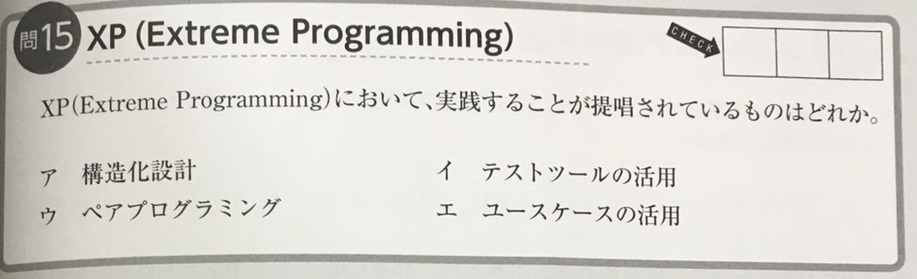 問15 XP (Extreme Programming)
CHECK
XP(Extreme Programming)において、実践することが提唱されているものはどれか。
ア 構造化設計 イ テストツールの活用
ウ ペアプログラミング エ ユースケースの活用